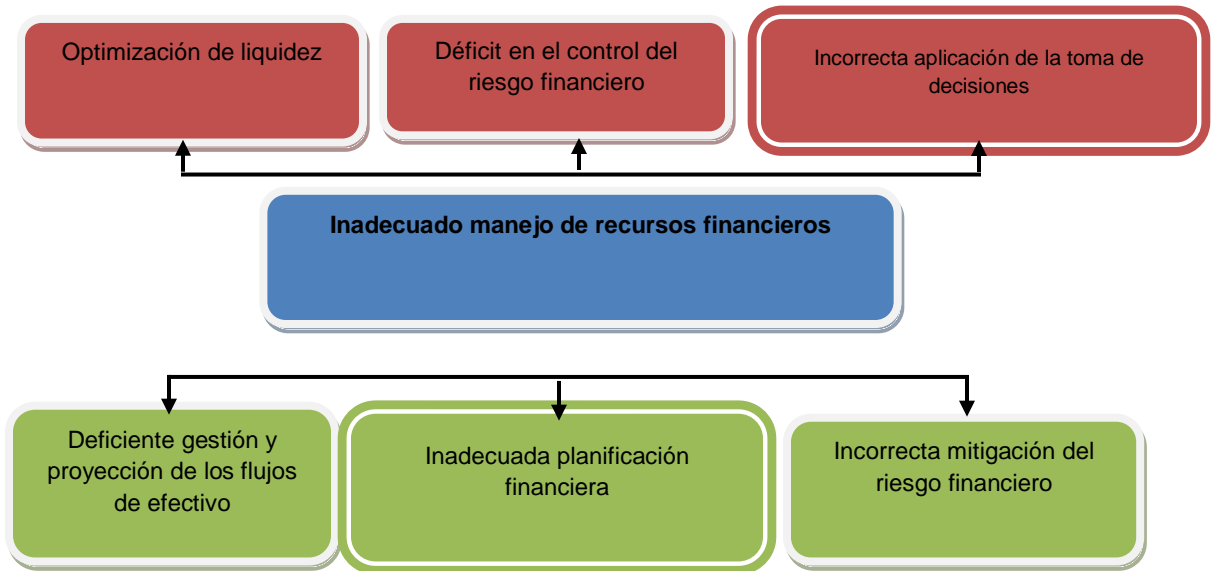 Optimización de liquidez
Déficit en el control del
riesgo financiero
Incorrecta aplicación de la toma de
decisiones
Inadecuado manejo de recursos financieros
Deficiente gestión y
proyección de los flujos
de efectivo
Inadecuada planificación
financiera
Incorrecta mitigación del
riesgo financiero